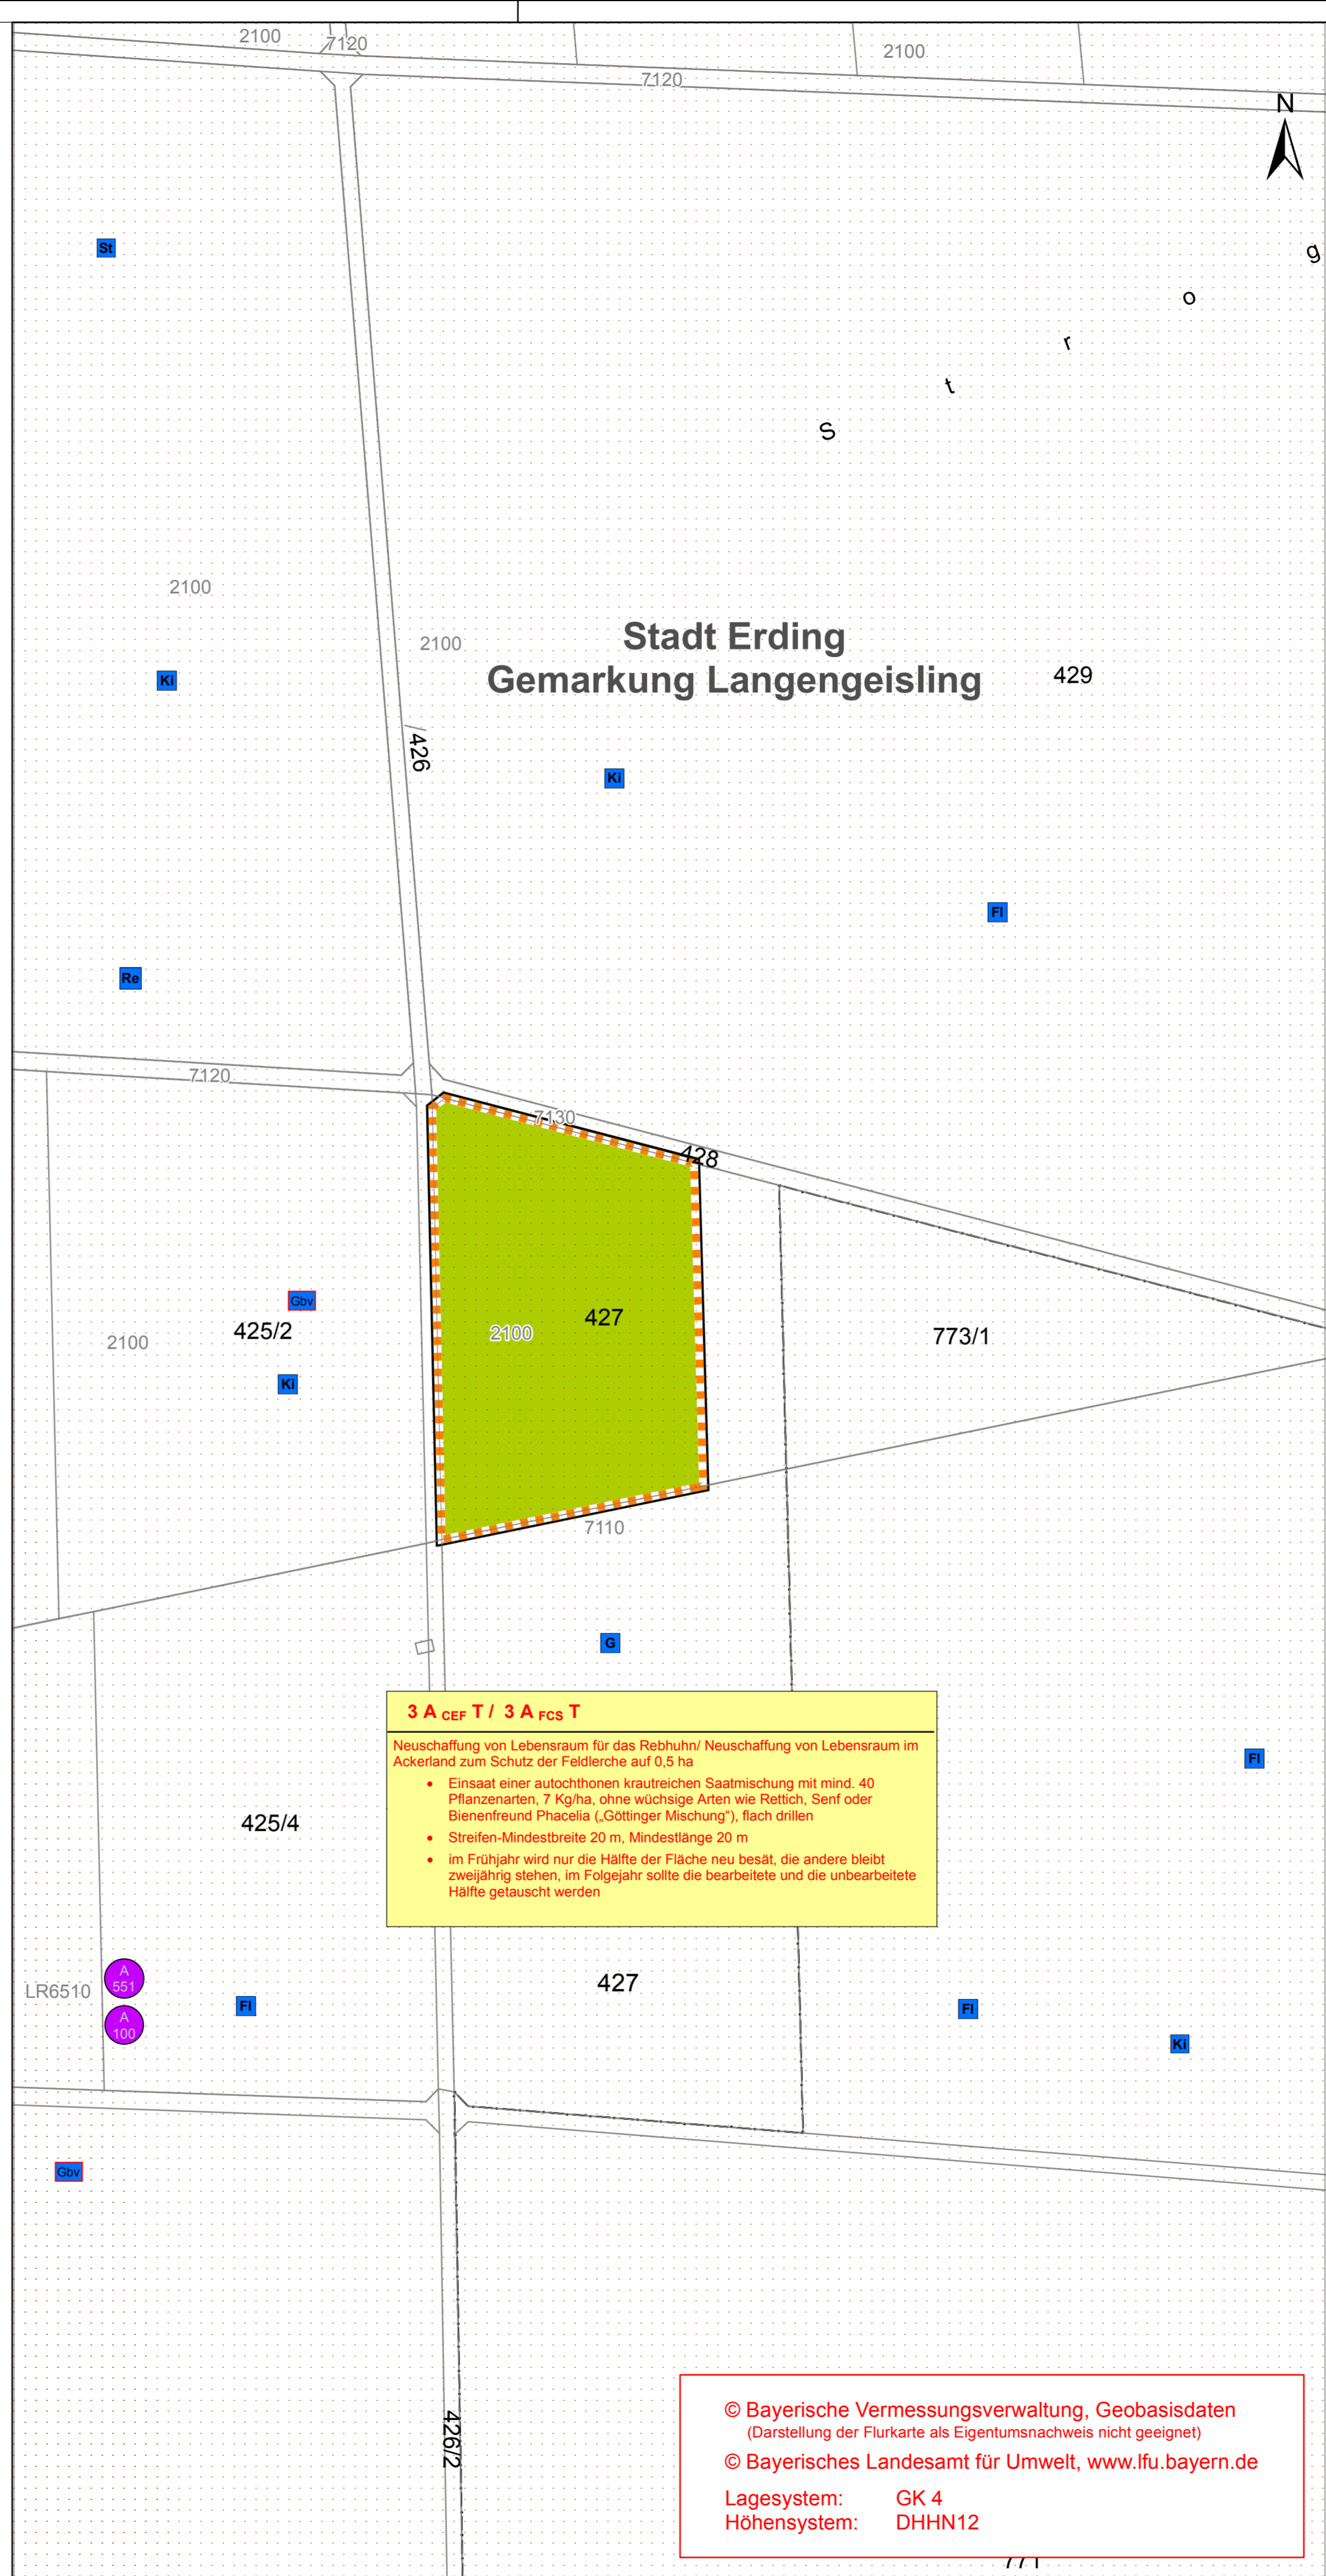 2100
7120
2100
7120
N
St
g
o
r
t
S
2100
2100
Stadt Erding
Gemarkung Langengeisling
429
Ki
426
Ki
Fl
Re
7120
7130
428
Gbv
427
425/2
2100
773/1
2100
Ki
7110
G
3 A CEF T / 3 A FCS T
Neuschaffung von Lebensraum für das Rebhuhn/ Neuschaffung von Lebensraum im
Ackerland zum Schutz der Feldlerche auf 0,5 ha
• Einsaat einer autochthonen krautreichen Saatmischung mit mind. 40
Pflanzenarten, 7 Kg/ha, ohne wüchsige Arten wie Rettich, Senf oder
Bienenfreund Phacelia („Göttinger Mischung“), flach drillen
• Streifen-Mindestbreite 20 m, Mindestlänge 20 m
• im Frühjahr wird nur die Hälfte der Fläche neu besät, die andere bleibt
zweijährig stehen, im Folgejahr sollte die bearbeitete und die unbearbeitete
Hälfte getauscht werden
Fl
425/4
A
551
LR6510
427
Fl
Fl
A
100
Ki
Gbv
426/2
© Bayerische Vermessungsverwaltung, Geobasisdaten
(Darstellung der Flurkarte als Eigentumsnachweis nicht geeignet)
© Bayerisches Landesamt für Umwelt, www.lfu.bayern.de
Lagesystem: GK 4
Höhensystem: DHHN12